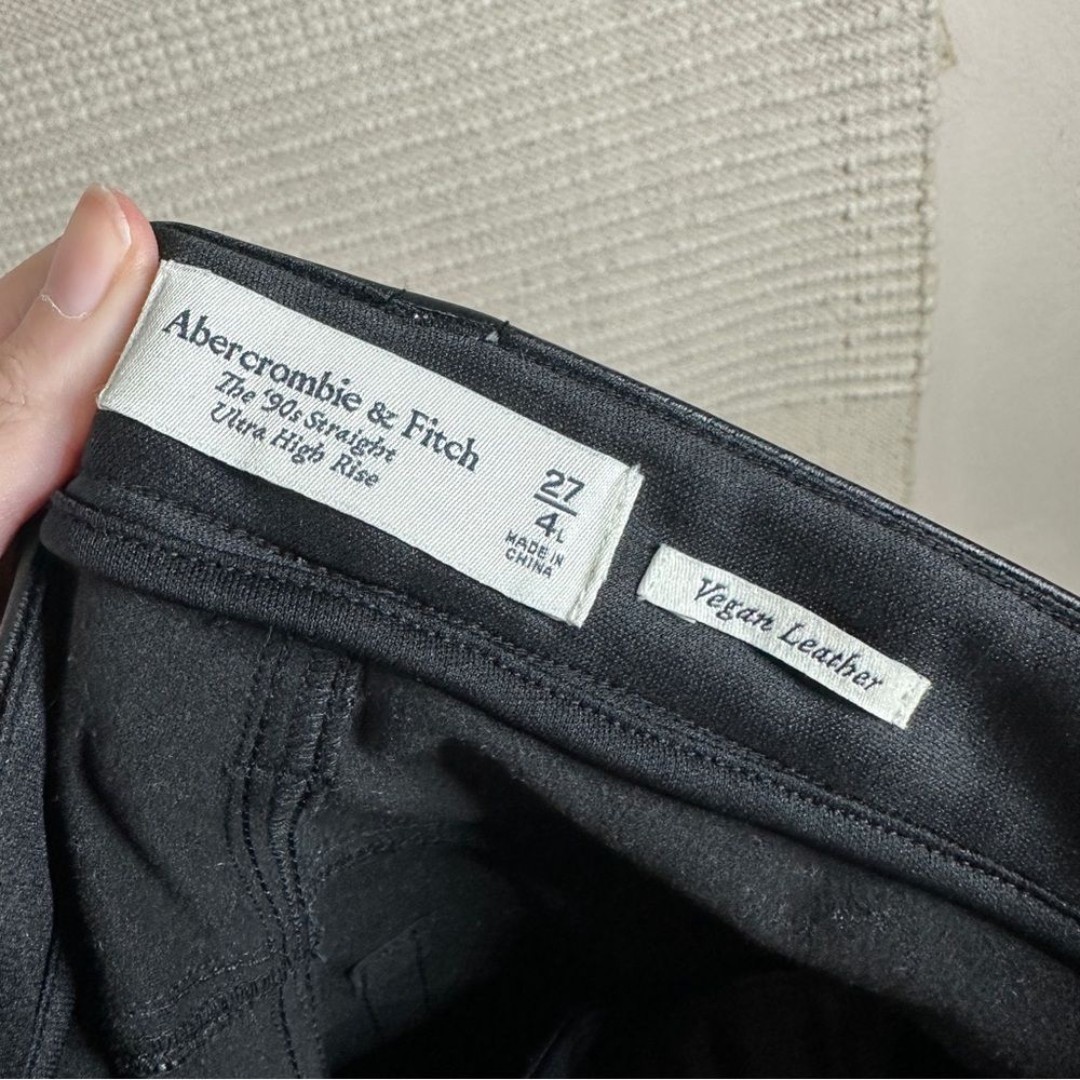 Abercrombie & Fitch
The '90s Straight
Ultra High Rise
27
4L
MADE IN
CHINA
Vegan Leather